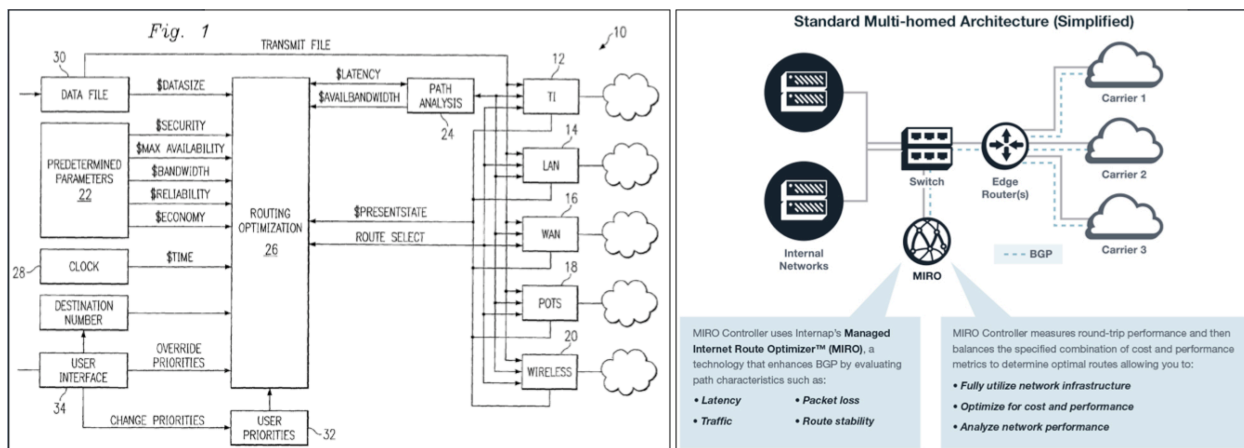 Fig. 1
10
TRANSMIT FILE
30
DATA FILE
$DATASIZE
$LATENCY
$AVAILBANDWIDTH
PATH
ANALYSIS
24
12
TI
PREDETERMINED
PARAMETERS
22
$SECURITY
$MAX AVAILABILITY
$BANDWIDTH
$RELIABILITY
$ECONOMY
ROUTING
OPTIMIZATION
26
$PRESENTSTATE
ROUTE SELECT
14
LAN
16
WAN
28
CLOCK
$TIME
18
POTS
DESTINATION
NUMBER
USER
INTERFACE
34
OVERRIDE
PRIORITIES
20
WIRELESS
CHANGE PRIORITIES
USER
PRIORITIES
32
Standard Multi-homed Architecture (Simplified)
Carrier 1
Switch
Edge
Router(s)
Carrier 2
Internal
Networks
MIRO
BGP
Carrier 3
MIRO Controller uses Internap's Managed
Internet Route Optimizer™ (MIRO), a
technology that enhances BGP by evaluating
path characteristics such as:
• Latency • Packet loss
• Traffic • Route stability
MIRO Controller measures round-trip performance and then
balances the specified combination of cost and performance
metrics to determine optimal routes allowing you to:
• Fully utilize network infrastructure
• Optimize for cost and performance
• Analyze network performance